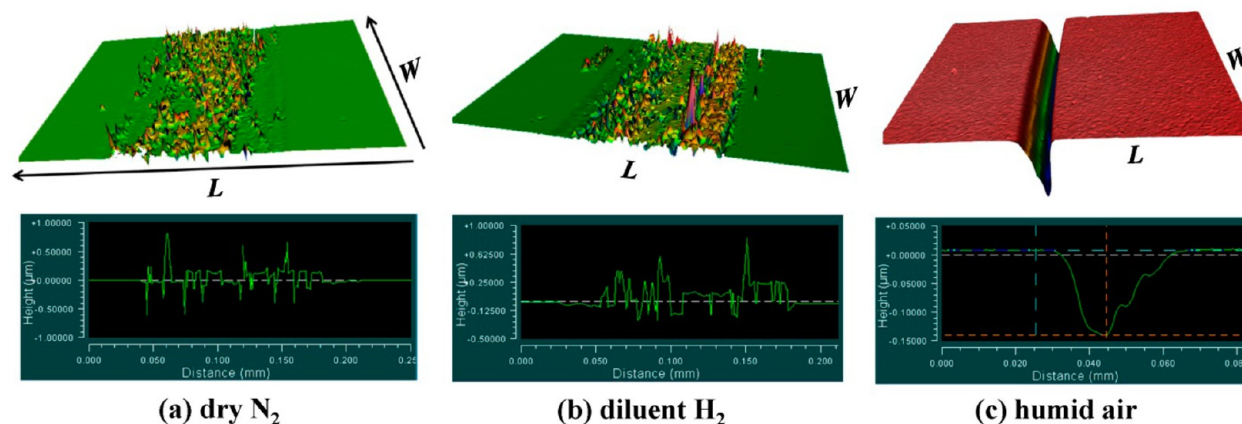 W
L
W
L
W
L
+1.00000
+0.50000
+0.00000
-0.50000
-1.00000
Height (µm)
0.000
0.050
0.100
0.150
0.200
0.25
Distance (mm)
+1.00000
0.62500
0.25000
-0.12500
-0.50000
Height (µm)
0.000
0.050
0.100
0.150
0.200
Distance (mm)
+0.05000
+0.00000
-0.05000
-0.10000
-0.15000
Height (µm)
0.000
0.020
0.040
0.060
0.08
Distance (mm)
(a) dry N₂
(b) diluent H₂
(c) humid air